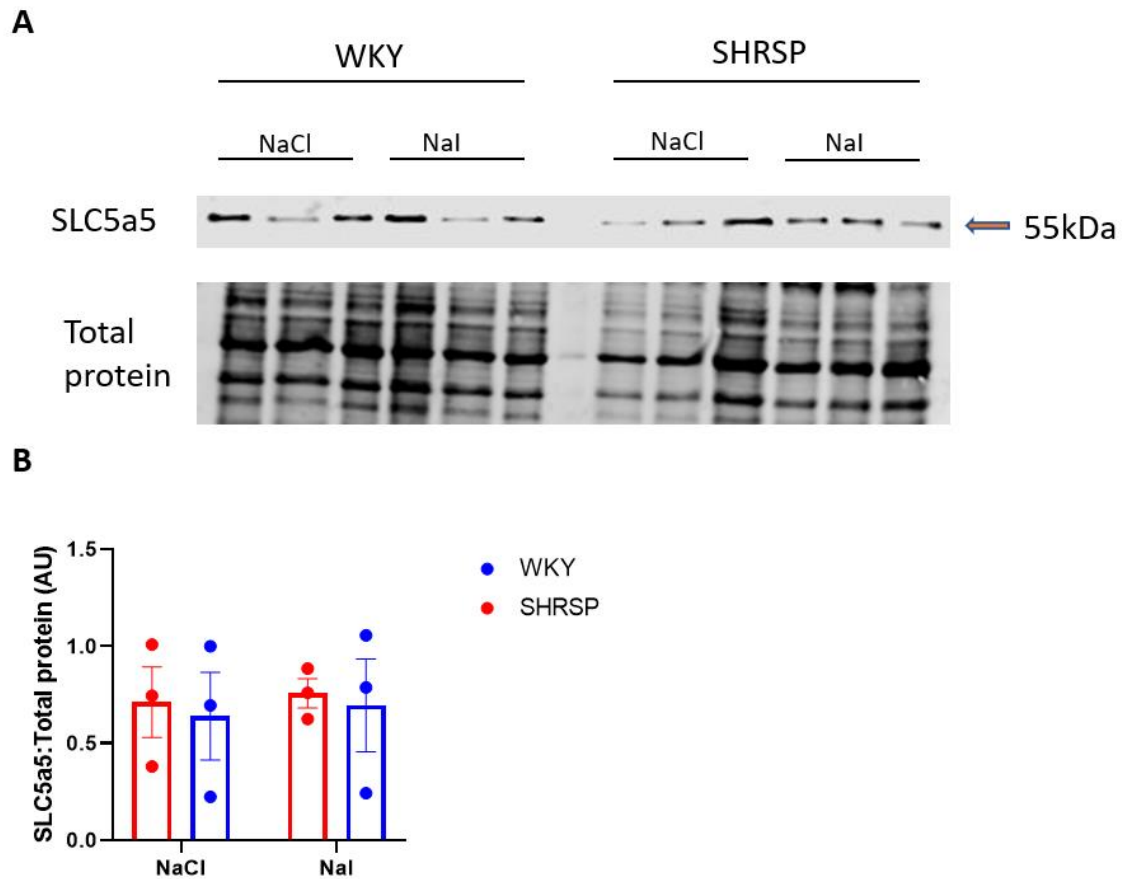 A
WKY
SHRSP
NaCl
NaI
NaCl
NaI
SLC5a5
55kDa
Total
protein
B
SLC5a5:Total protein (AU)
1.5
1.0
0.5
0.0
NaCl
NaI
WKY
SHRSP